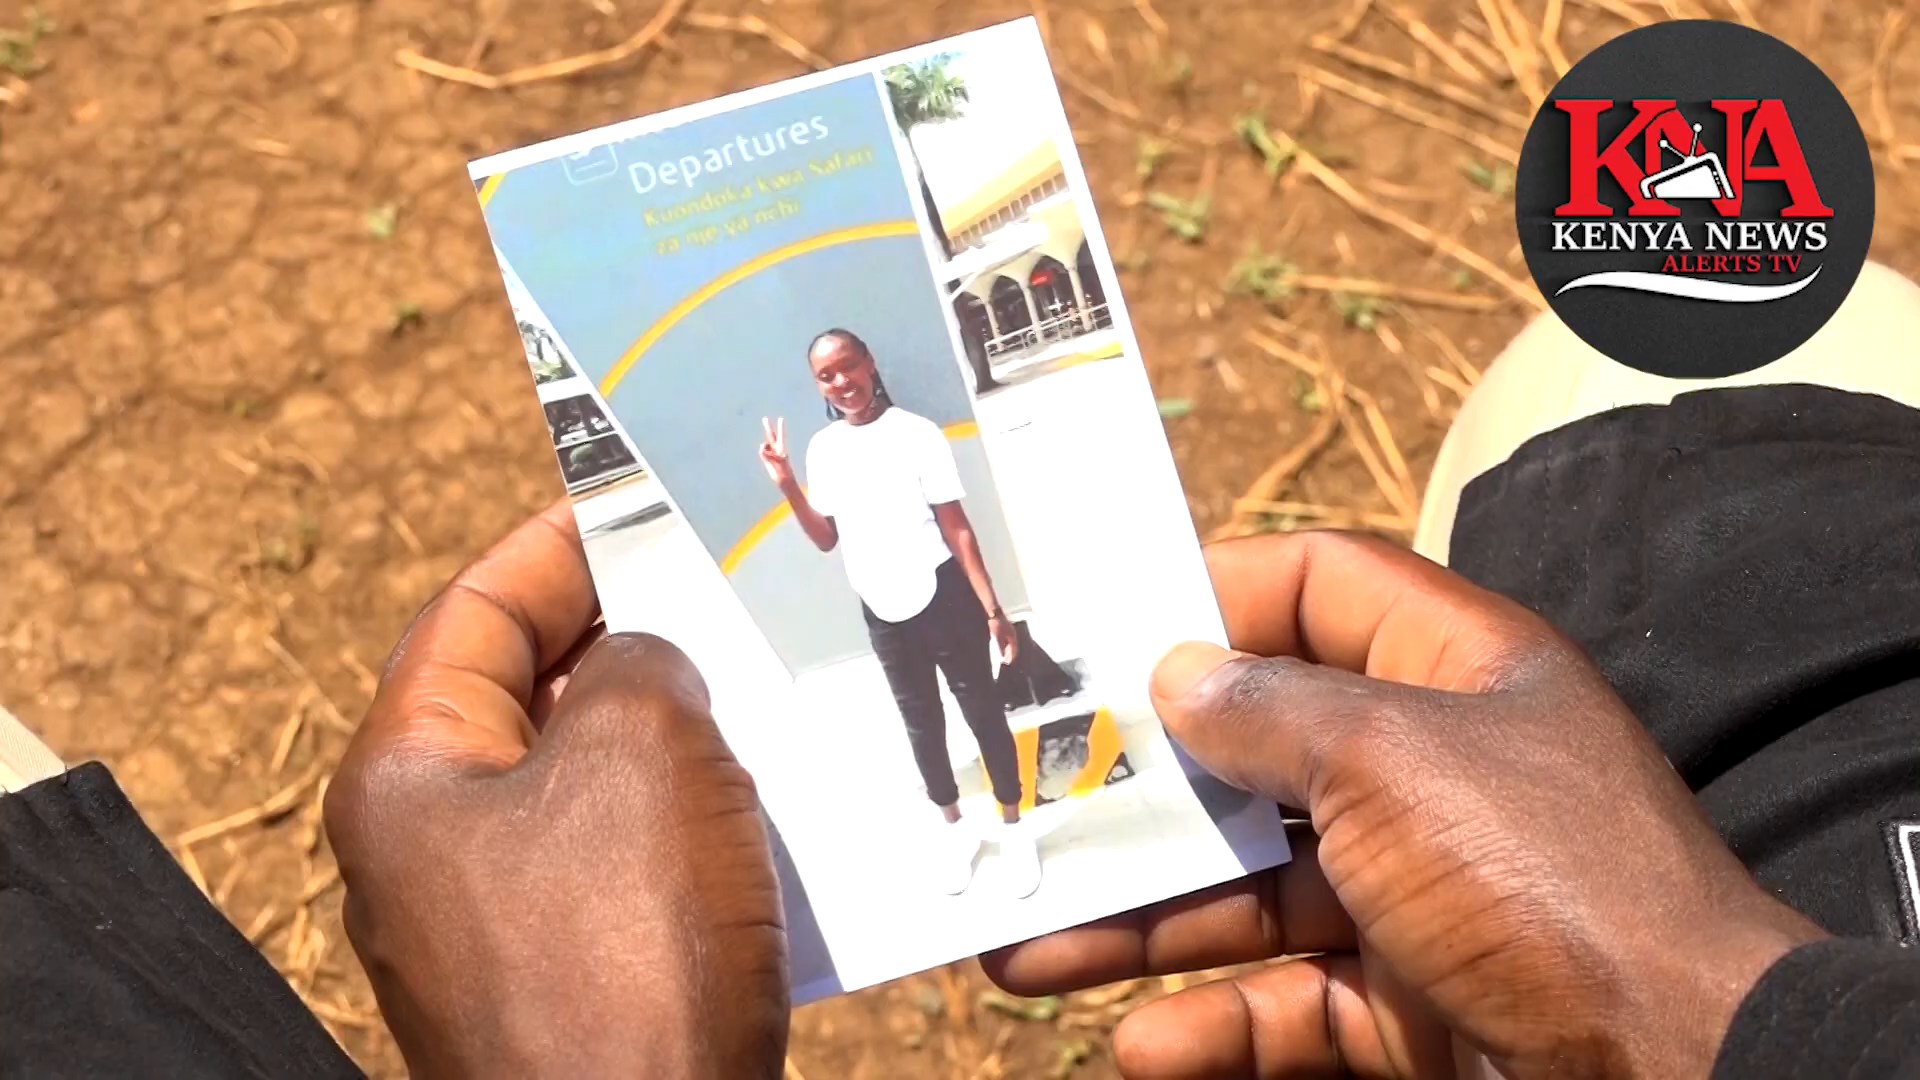 Departures
Kuondoka kwa Safari
za nje ya nchi
KNA
KENYA NEWS
ALERTS TV